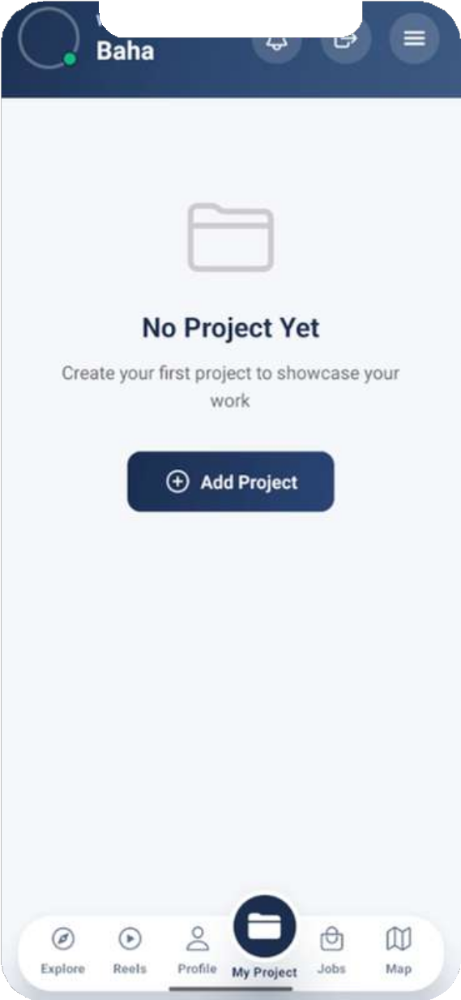 Baha
No Project Yet
Create your first project to showcase your
work
Add Project
Explore
Reels
Profile
My Project
Jobs
Map